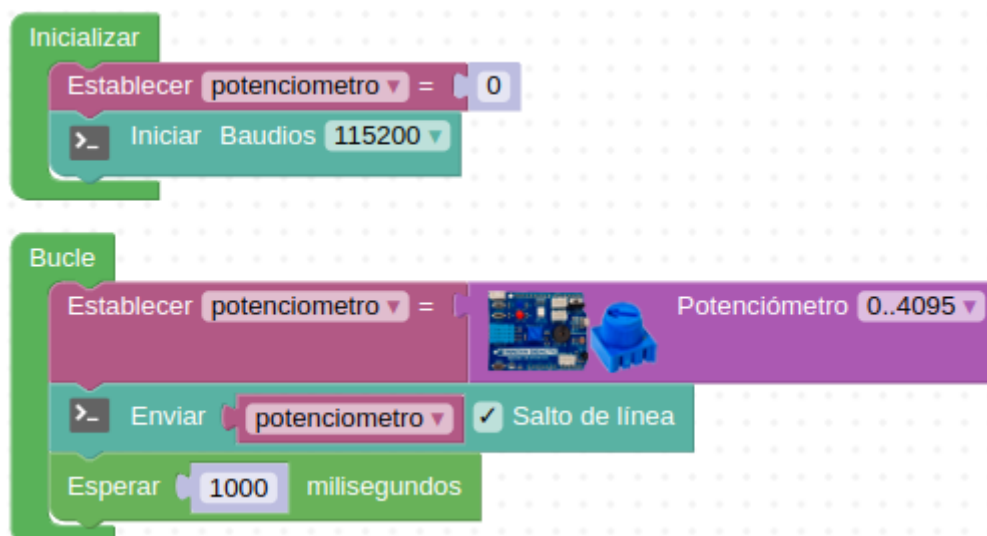 Inicializar
Establecer potenciometro = 0
>_ Iniciar Baudios 115200
Bucle
Establecer potenciometro = Potenciómetro 0..4095
>_ Enviar potenciometro ✓ Salto de línea
Esperar 1000 milisegundos